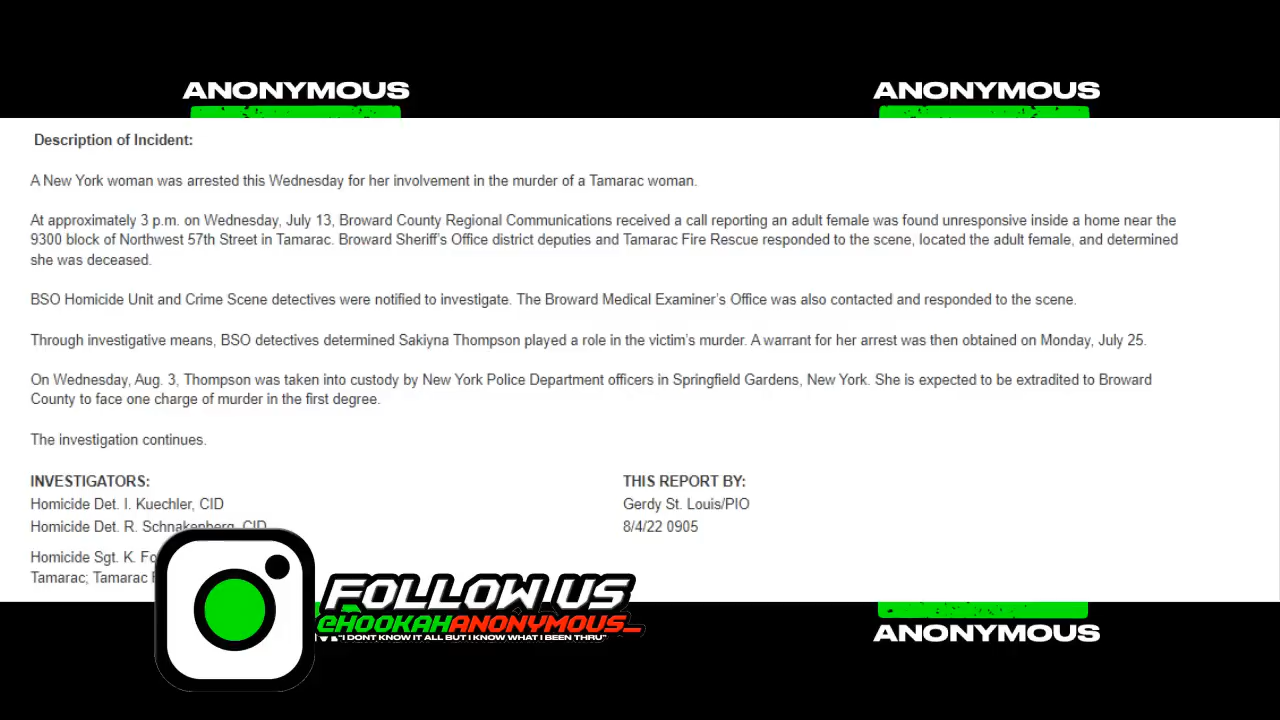 ANONYMOUS ANONYMOUS
Description of Incident:
A New York woman was arrested this Wednesday for her involvement in the murder of a Tamarac woman.
At approximately 3 p.m. on Wednesday, July 13, Broward County Regional Communications received a call reporting an adult female was found unresponsive inside a home near the
9300 block of Northwest 57th Street in Tamarac. Broward Sheriff's Office district deputies and Tamarac Fire Rescue responded to the scene, located the adult female, and determined
she was deceased.
BSO Homicide Unit and Crime Scene detectives were notified to investigate. The Broward Medical Examiner's Office was also contacted and responded to the scene.
Through investigative means, BSO detectives determined Sakiyna Thompson played a role in the victim's murder. A warrant for her arrest was then obtained on Monday, July 25.
On Wednesday, Aug. 3, Thompson was taken into custody by New York Police Department officers in Springfield Gardens, New York. She is expected to be extradited to Broward
County to face one charge of murder in the first degree.
The investigation continues.
INVESTIGATORS: THIS REPORT BY:
Homicide Det. I. Kuechler, CID Gerdy St. Louis/PIO
Homicide Det. R. Schnakenberg, CID 8/4/22 0905
Homicide Sgt. K.
Tamarac; Tamarac
FOLLOW US
@HOOKAHANONYMOUS_
"I DONT KNOW IT ALL BUT I KNOW WHAT I BEEN THRU"
ANONYMOUS